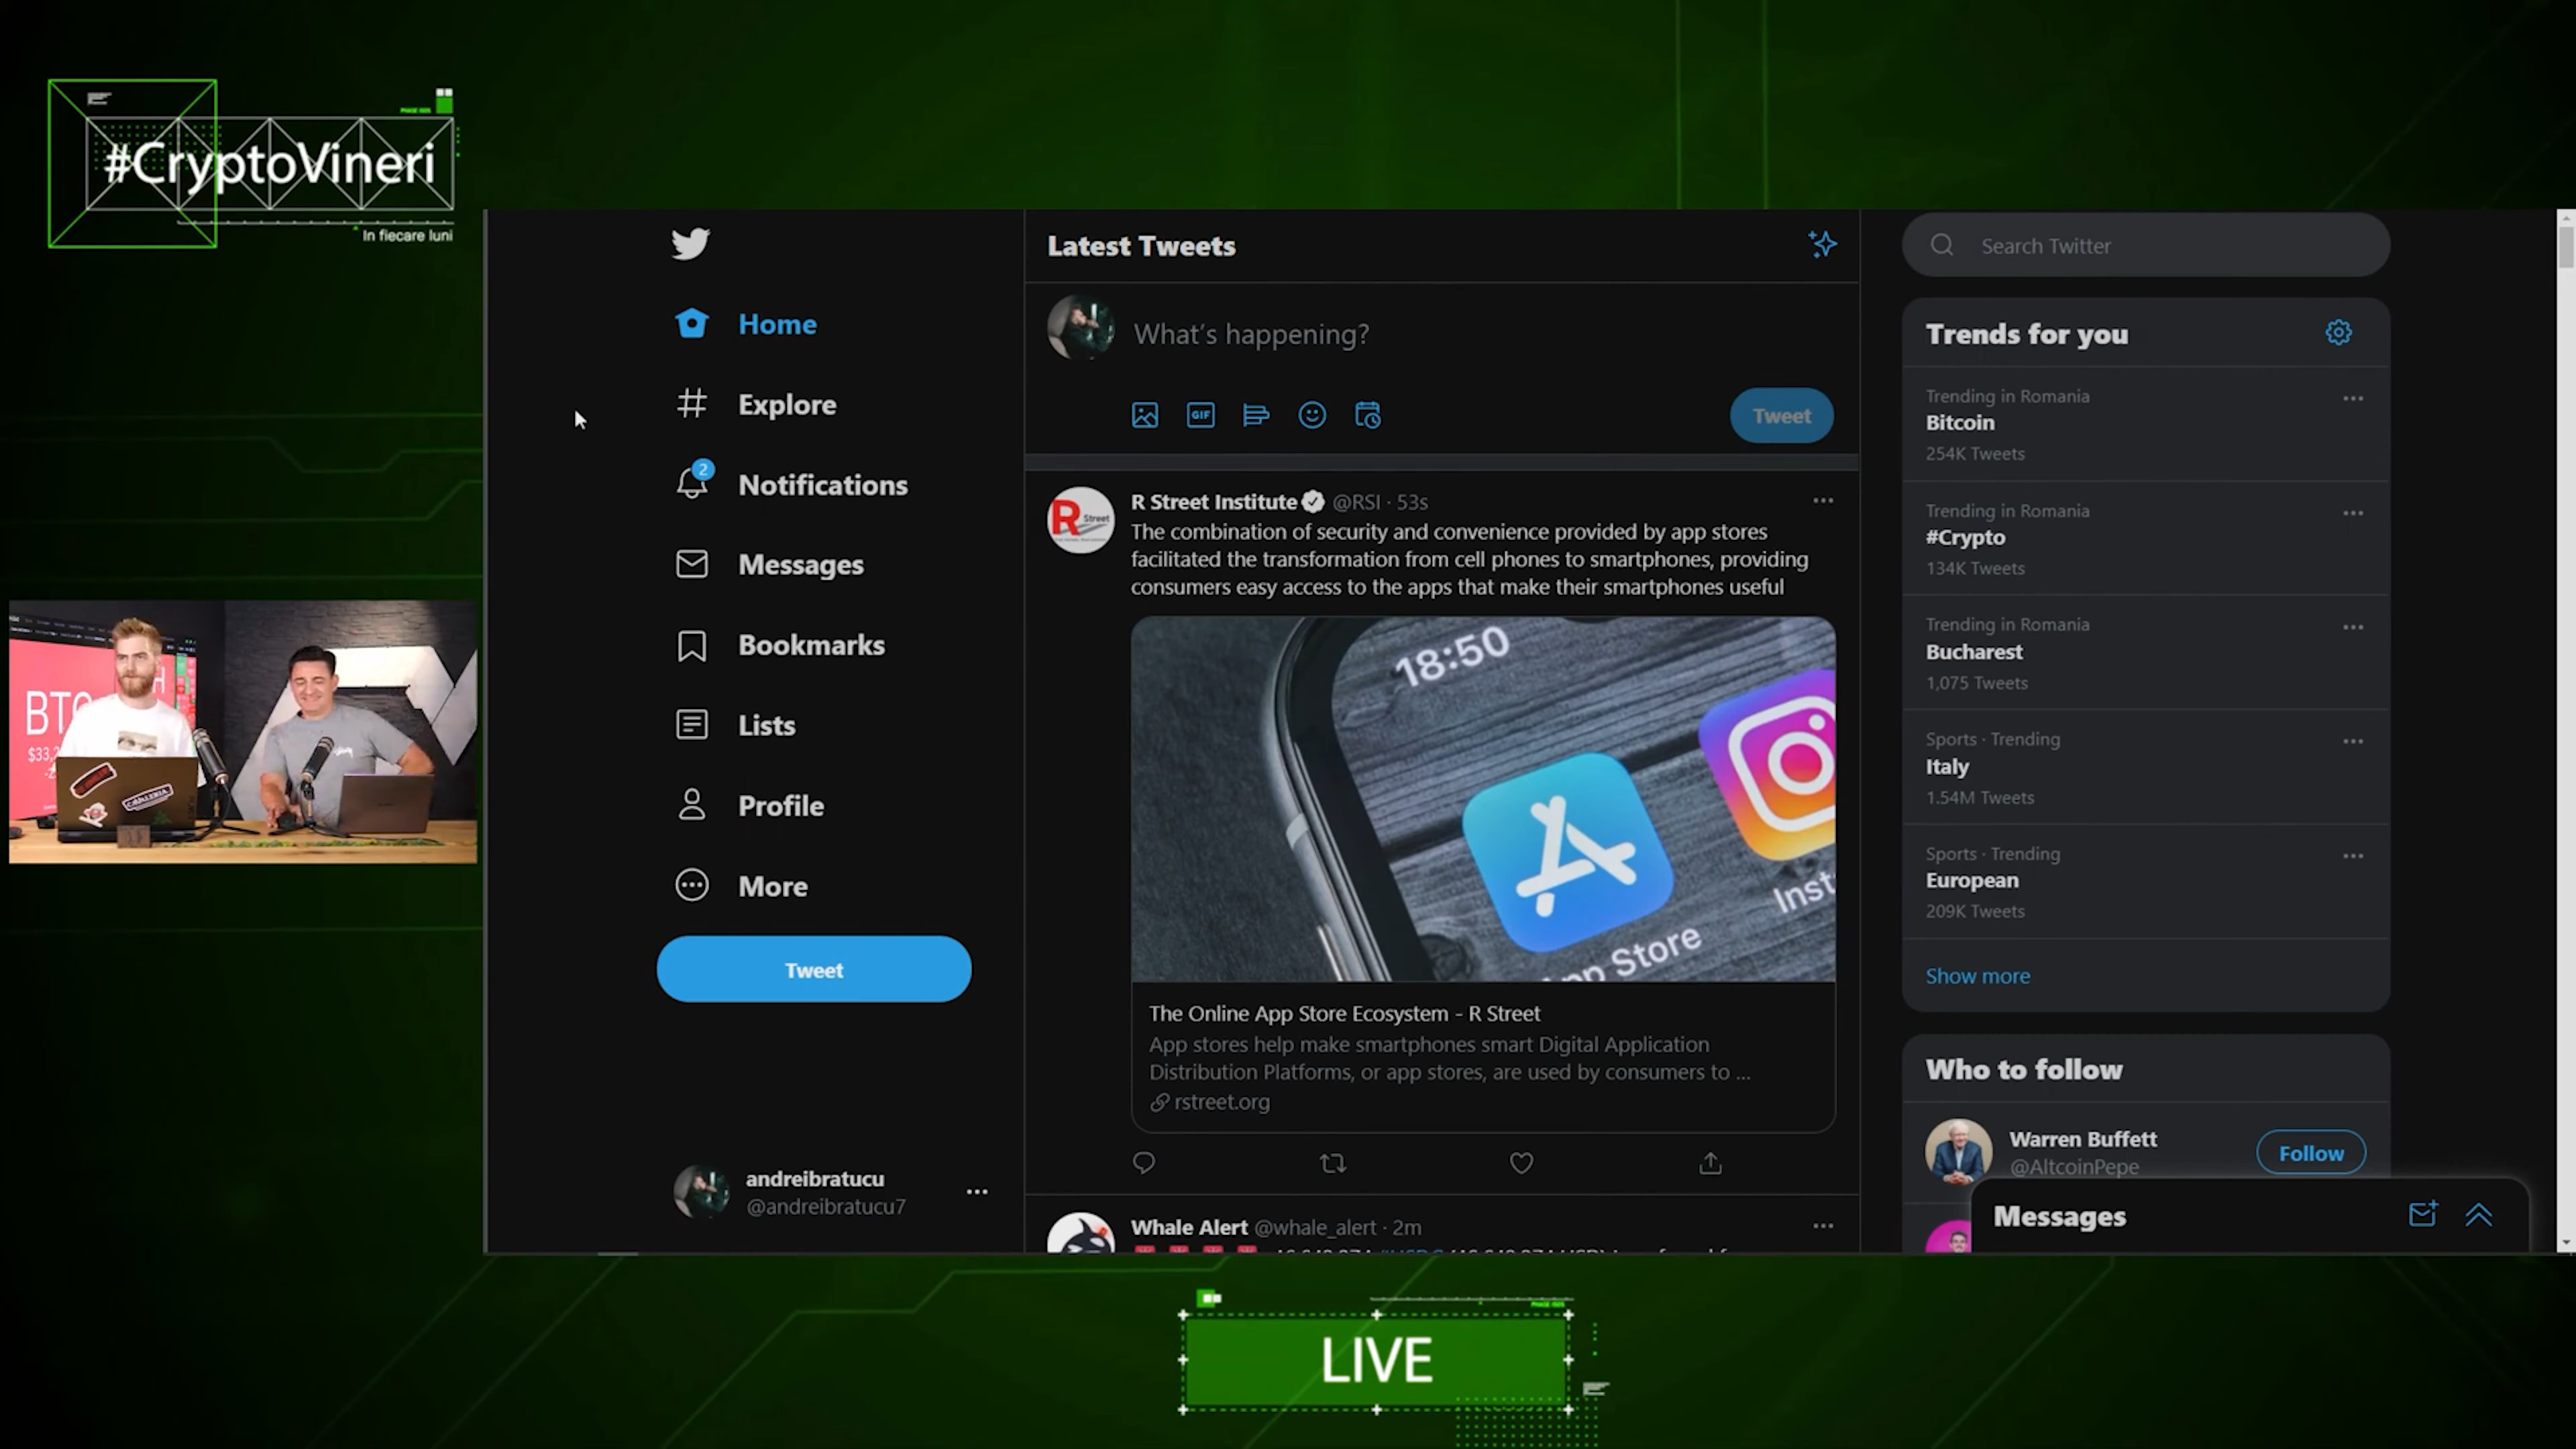 #CryptoVineri
In fiecare luni
BTC
Home
Explore
2
Notifications
Messages
Bookmarks
Lists
Profile
More
Tweet
andreibratucu
@andreibratucu7
Latest Tweets
What's happening?
GIF
Tweet
R Street Institute @RSI · 53s
The combination of security and convenience provided by app stores
facilitated the transformation from cell phones to smartphones, providing
consumers easy access to the apps that make their smartphones useful
R Street
18:50
App Store
Inst
The Online App Store Ecosystem - R Street
App stores help make smartphones smart Digital Application
Distribution Platforms, or app stores, are used by consumers to ...
rstreet.org
Whale Alert @whale_alert · 2m
Search Twitter
Trends for you
Trending in Romania
Bitcoin
254K Tweets
Trending in Romania
#Crypto
134K Tweets
Trending in Romania
Bucharest
1,075 Tweets
Sports · Trending
Italy
1.54M Tweets
Sports · Trending
European
209K Tweets
Show more
Who to follow
Warren Buffett
@AltcoinPepe
Follow
Messages
LIVE